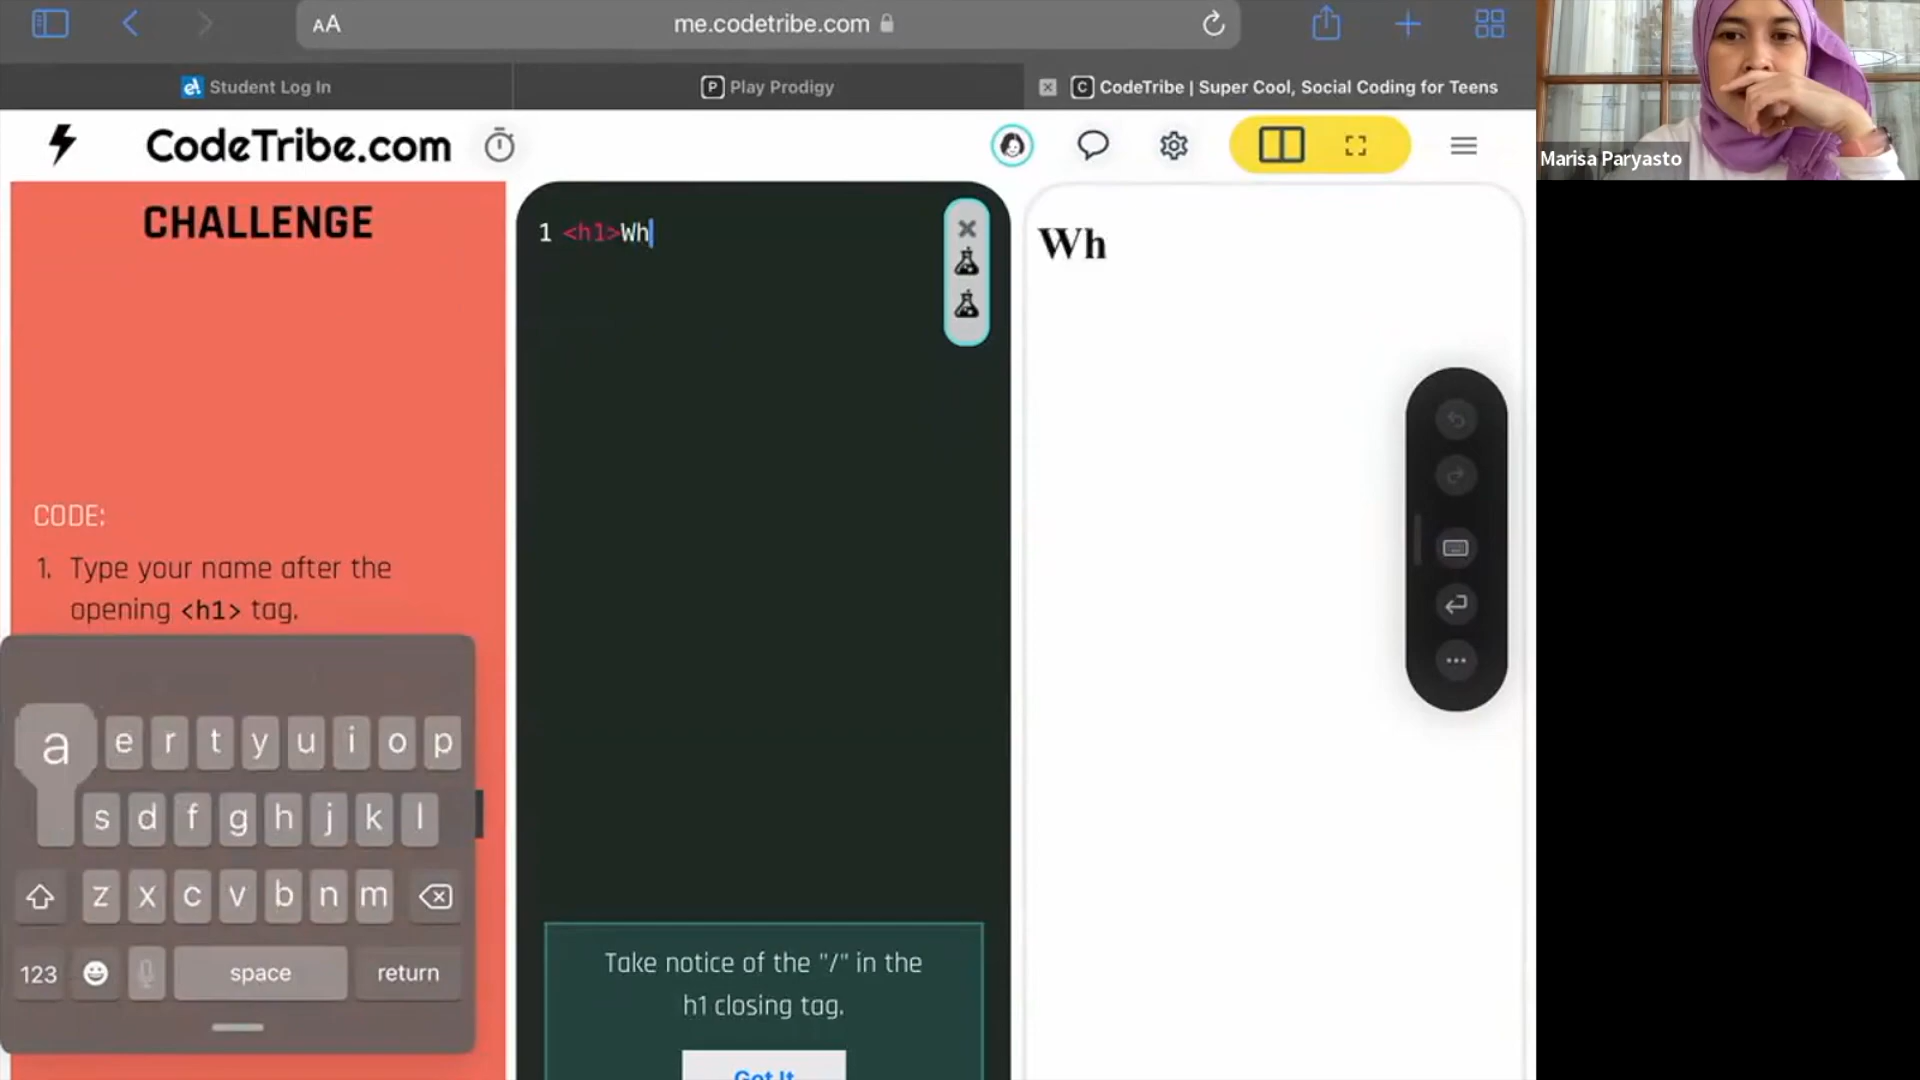 AA
me.codetribe.com
Student Log In
P Play Prodigy
C CodeTribe | Super Cool, Social Coding for Teens
Marisa Paryasto
CodeTribe.com
CHALLENGE
CODE:
1. Type your name after the
opening <h1> tag.
1 <h1>Wh
Wh
a e r t y u i o p
s d f g h j k l
z x c v b n m
123 space return
Take notice of the "/" in the
h1 closing tag.
Got It